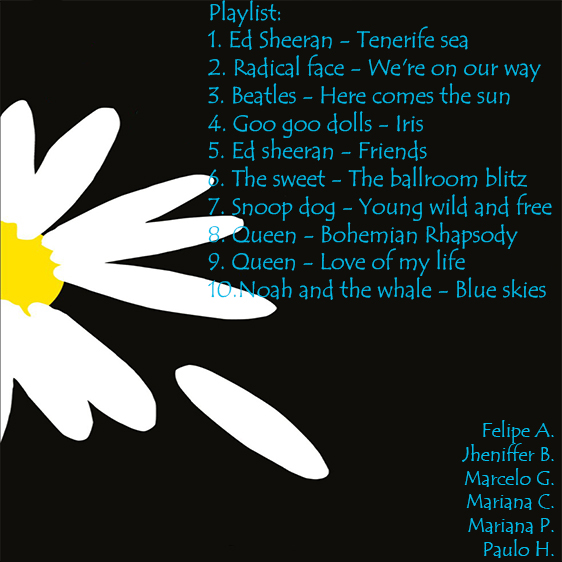 Playlist:
1. Ed Sheeran - Tenerife sea
2. Radical face - We're on our way
3. Beatles - Here comes the sun
4. Goo goo dolls - Iris
5. Ed sheeran - Friends
6. The sweet - The ballroom blitz
7. Snoop dog - Young wild and free
8. Queen - Bohemian Rhapsody
9. Queen - Love of my life
10.Noah and the whale - Blue skies
Felipe A.
Jheniffer B.
Marcelo G.
Mariana C.
Mariana P.
Paulo H.